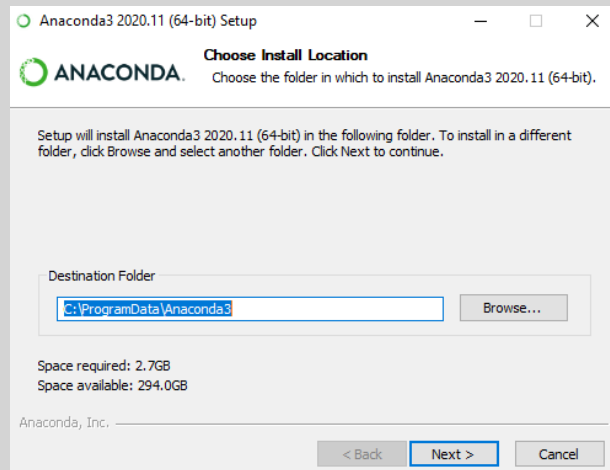 Anaconda3 2020.11 (64-bit) Setup
Choose Install Location
ANACONDA.
Choose the folder in which to install Anaconda3 2020.11 (64-bit).
Setup will install Anaconda3 2020.11 (64-bit) in the following folder. To install in a different
folder, click Browse and select another folder. Click Next to continue.
Destination Folder
C:\ProgramData\Anaconda3
Browse...
Space required: 2.7GB
Space available: 294.0GB
Anaconda, Inc.
< Back
Next >
Cancel